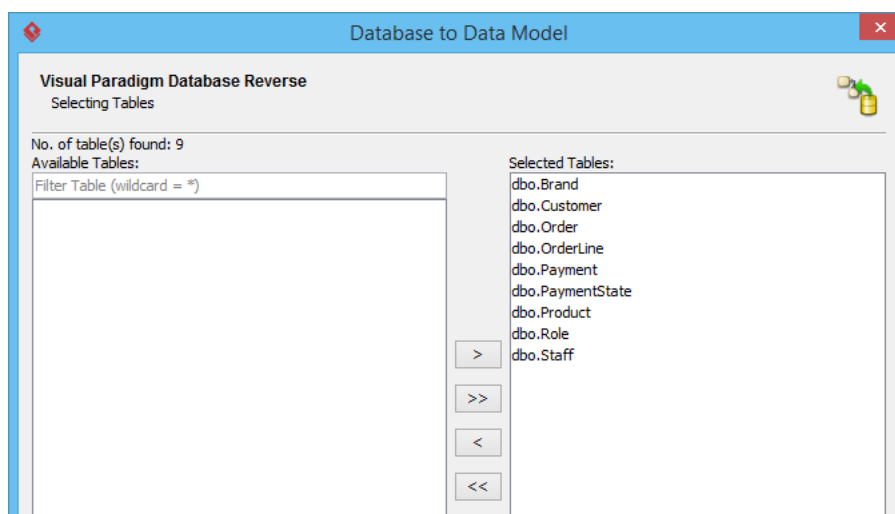 Database to Data Model
×
Visual Paradigm Database Reverse
Selecting Tables
No. of table(s) found: 9
Available Tables:
Filter Table (wildcard = *)
>
>>
<
<<
Selected Tables:
dbo.Brand
dbo.Customer
dbo.Order
dbo.OrderLine
dbo.Payment
dbo.PaymentState
dbo.Product
dbo.Role
dbo.Staff